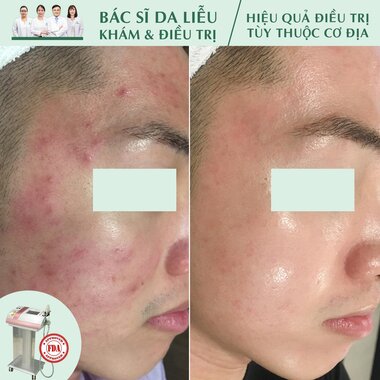 BÁC SĨ DA LIỄU
KHÁM & ĐIỀU TRỊ
HIỆU QUẢ ĐIỀU TRỊ
TÙY THUỘC CƠ ĐỊA
FDA